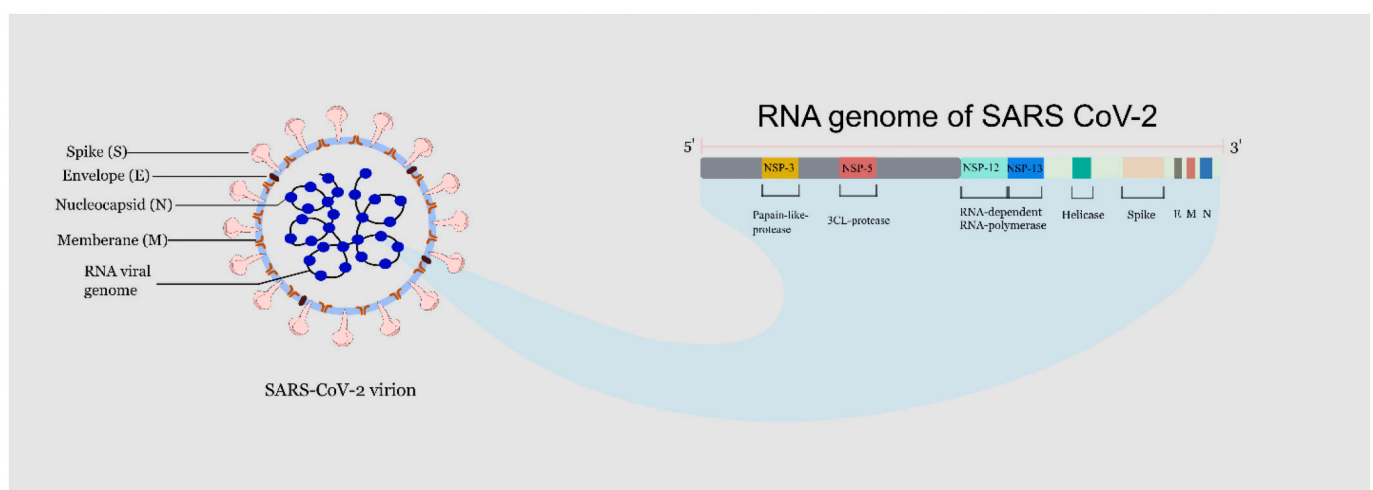 RNA genome of SARS CoV-2
5'
3'
Spike (S)
Envelope (E)
Nucleocapsid (N)
Memberane (M)
RNA viral
genome
SARS-CoV-2 virion
NSP-3
NSP-5
NSP-12
NSP-13
Papain-like-
protease
3CL-protease
RNA-dependent
RNA-polymerase
Helicase
Spike
E
M
N